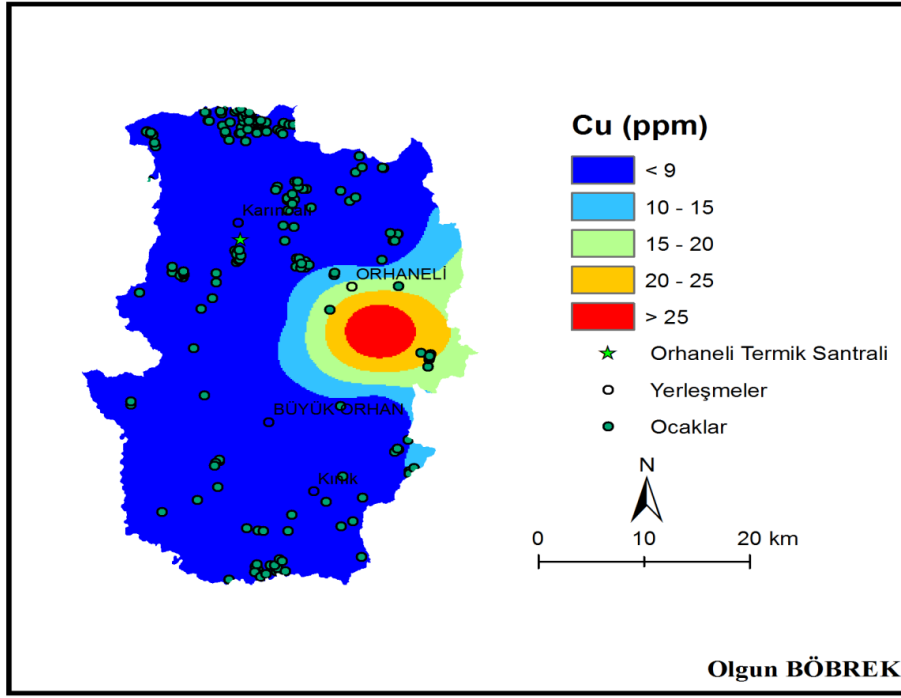 Cu (ppm)
< 9
10 - 15
15 - 20
20 - 25
> 25
Orhaneli Termik Santrali
Yerleşmeler
Ocaklar
Karıncalı
ORHANELİ
BÜYÜK ORHAN
Kınık
N
0 10 20 km
Olgun BÖBREK